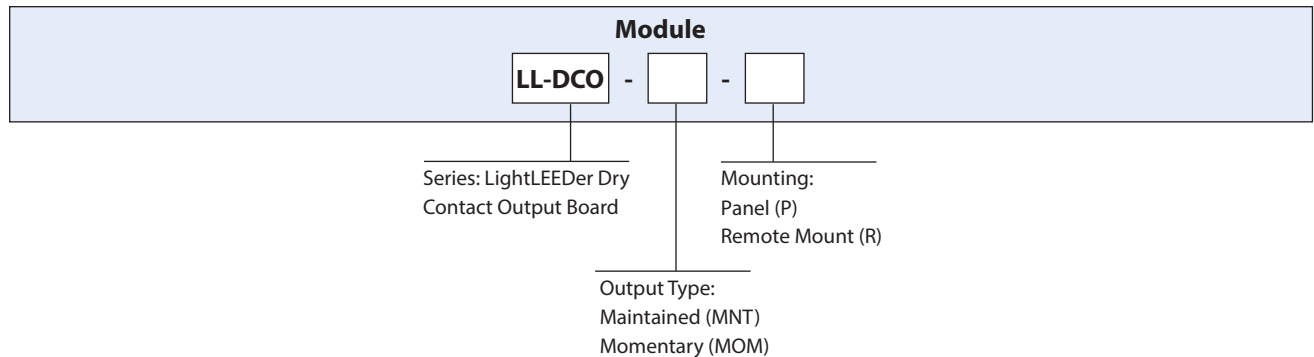 Module
LL-DCO - -
Series: LightLEEDer Dry
Contact Output Board
Mounting:
Panel (P)
Remote Mount (R)
Output Type:
Maintained (MNT)
Momentary (MOM)